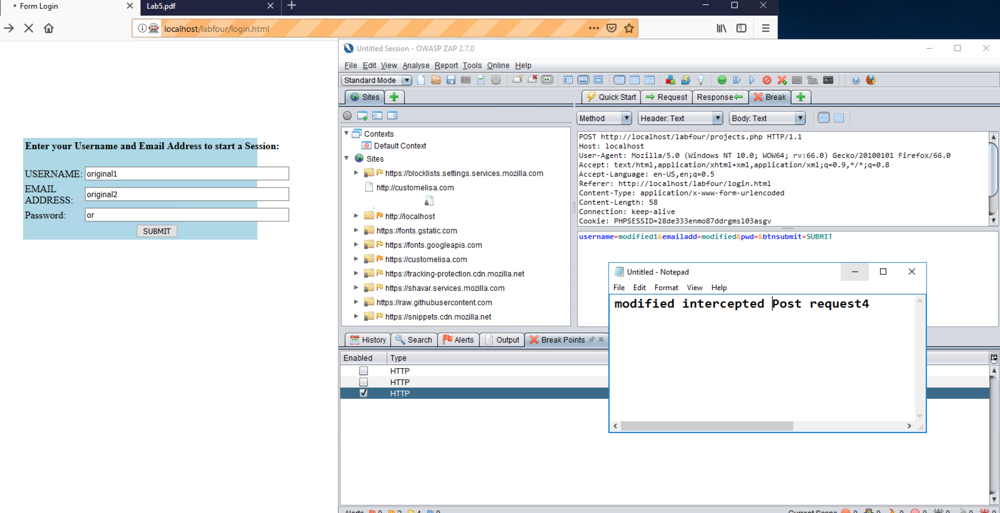 Form Login
Lab5.pdf
localhost/labfour/login.html
Untitled Session - OWASP ZAP 2.7.0
File Edit View Analyse Report Tools Online Help
Standard Mode
Sites
Quick Start
Request
Response
Break
Method
Header: Text
Body: Text
Enter your Username and Email Address to start a Session:
USERNAME: original1
EMAIL ADDRESS: original2
Password: or
SUBMIT
Contexts
Default Context
Sites
https://blocklists.settings.services.mozilla.com
http://customelisa.com
http://localhost
https://fonts.gstatic.com
https://fonts.googleapis.com
https://customelisa.com
https://tracking-protection.cdn.mozilla.net
https://shavar.services.mozilla.com
https://raw.githubusercontent.com
https://snippets.cdn.mozilla.net
POST http://localhost/labfour/projects.php HTTP/1.1
Host: localhost
User-Agent: Mozilla/5.0 (Windows NT 10.0; WOW64; rv:66.0) Gecko/20100101 Firefox/66.0
Accept: text/html,application/xhtml+xml,application/xml;q=0.9,*/*;q=0.8
Accept-Language: en-US,en;q=0.5
Referer: http://localhost/labfour/login.html
Content-Type: application/x-www-form-urlencoded
Content-Length: 58
Connection: keep-alive
Cookie: PHPSESSID=28de333enmo87ddrgmsl03asgv
username=modified1&emailadd=modified&pwd=&btnsubmit=SUBMIT
Untitled - Notepad
File Edit Format View Help
modified intercepted Post request4
History
Search
Alerts
Output
Break Points
Enabled Type
HTTP
HTTP
HTTP